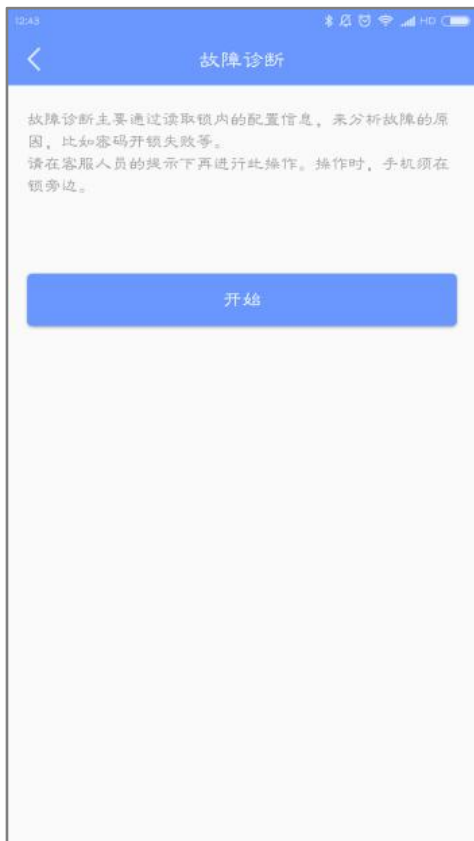 12:43
HD
故障诊断
故障诊断主要通过读取锁内的配置信息，来分析故障的原
因，比如密码开锁失败等。
请在客服人员的提示下再进行此操作。操作时，手机须在
锁旁边。
开始